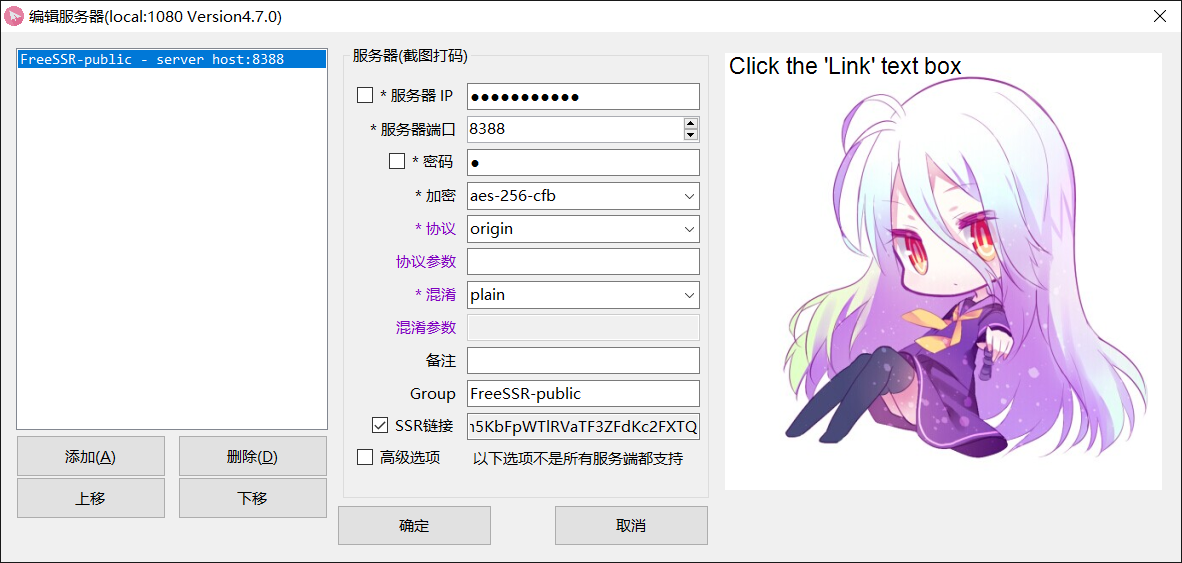 编辑服务器(local:1080 Version4.7.0)
FreeSSR-public - server host:8388
添加(A)
删除(D)
上移
下移
服务器(截图打码)
* 服务器 IP ●●●●●●●●●●●
* 服务器端口 8388
* 密码 ●
* 加密 aes-256-cfb
* 协议 origin
协议参数
* 混淆 plain
混淆参数
备注
Group FreeSSR-public
SSR链接 n5KbFpWTlRVaTF3ZFdKc2FXTQ
高级选项 以下选项不是所有服务端都支持
确定
取消
Click the 'Link' text box